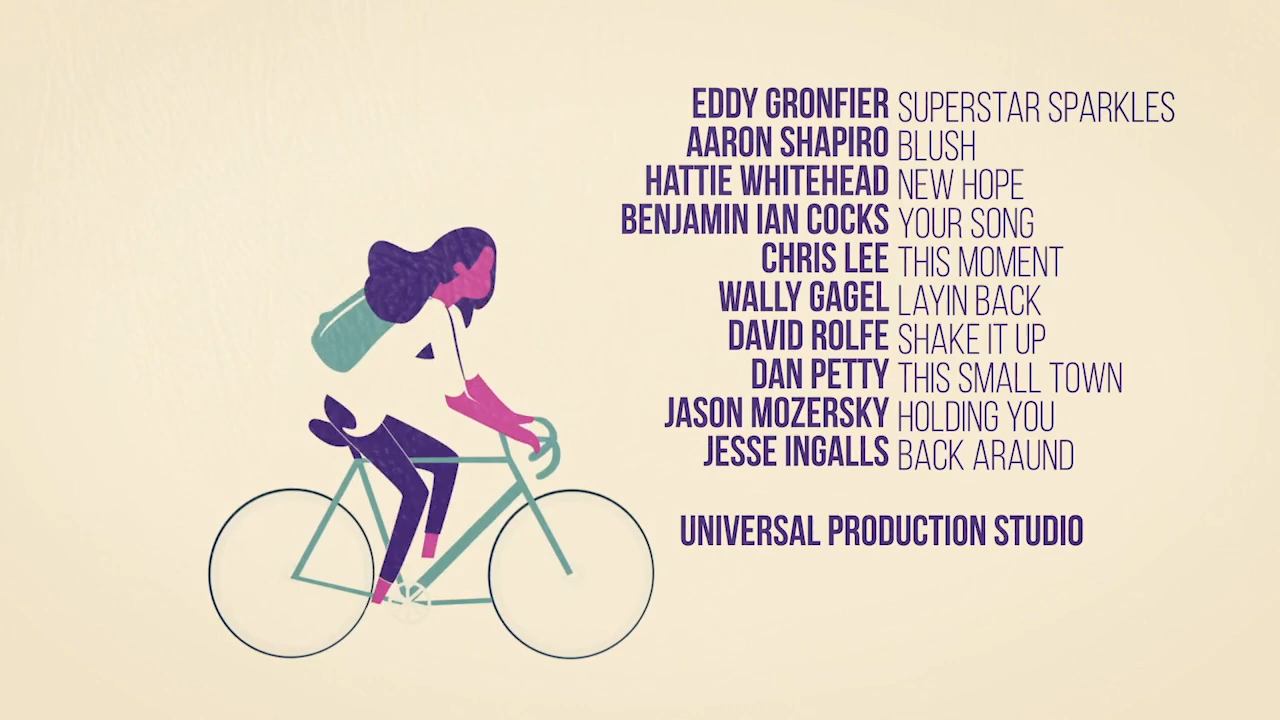 EDDY GRONFIER SUPERSTAR SPARKLES
AARON SHAPIRO BLUSH
HATTIE WHITEHEAD NEW HOPE
BENJAMIN IAN COCKS YOUR SONG
CHRIS LEE THIS MOMENT
WALLY GAGEL LAYIN BACK
DAVID ROLFE SHAKE IT UP
DAN PETTY THIS SMALL TOWN
JASON MOZERSKY HOLDING YOU
JESSE INGALLS BACK ARAUND
UNIVERSAL PRODUCTION STUDIO